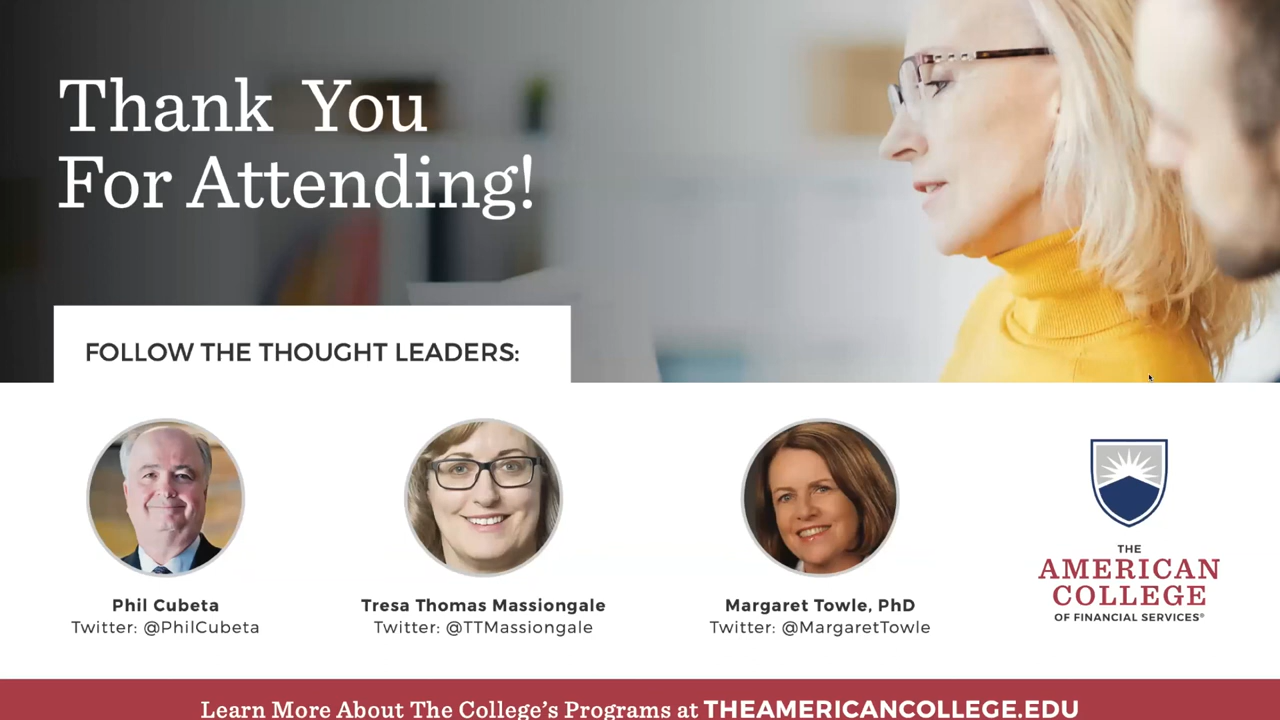 Thank You
For Attending!
FOLLOW THE THOUGHT LEADERS:
Phil Cubeta
Twitter: @PhilCubeta
Tresa Thomas Massiongale
Twitter: @TTMassiongale
Margaret Towle, PhD
Twitter: @MargaretTowle
THE
AMERICAN
COLLEGE
OF FINANCIAL SERVICES®
Learn More About The College’s Programs at THEAMERICANCOLLEGE.EDU